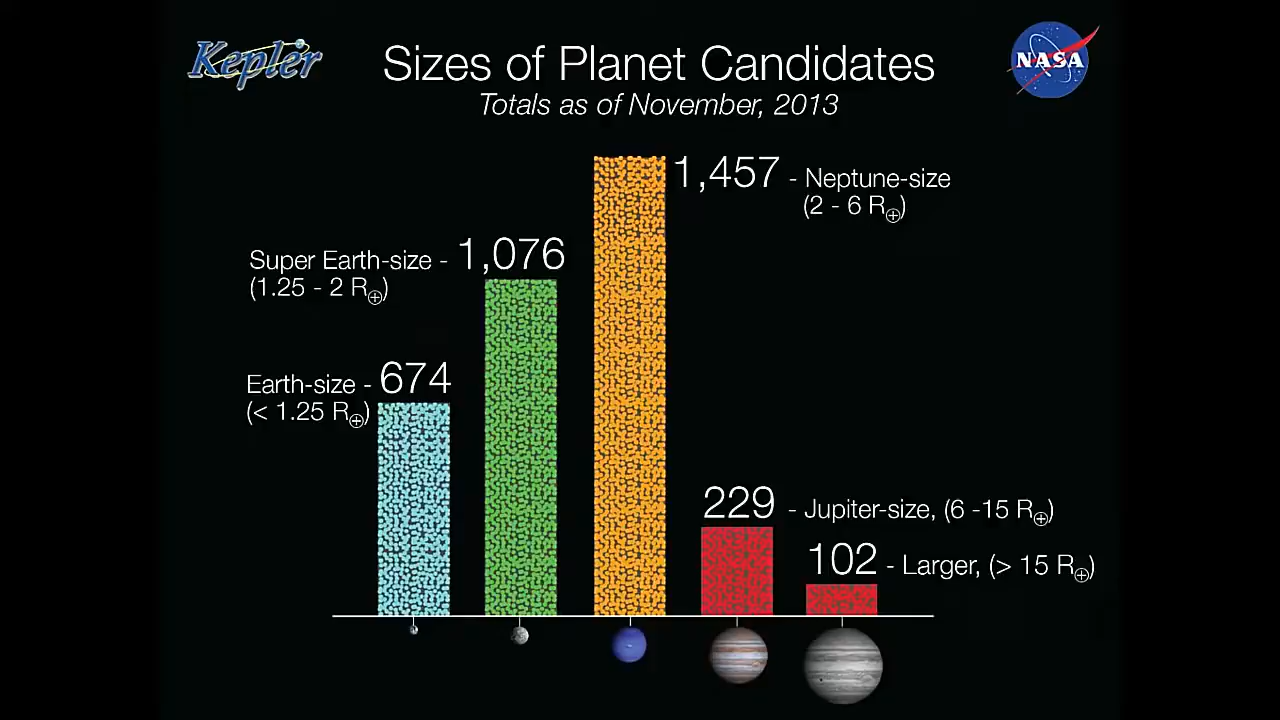 Kepler
Sizes of Planet Candidates
NASA
Totals as of November, 2013
1,457 - Neptune-size
(2 - 6 R⊕)
Super Earth-size - 1,076
(1.25 - 2 R⊕)
Earth-size - 674
(< 1.25 R⊕)
229 - Jupiter-size, (6 -15 R⊕)
102 - Larger, (> 15 R⊕)